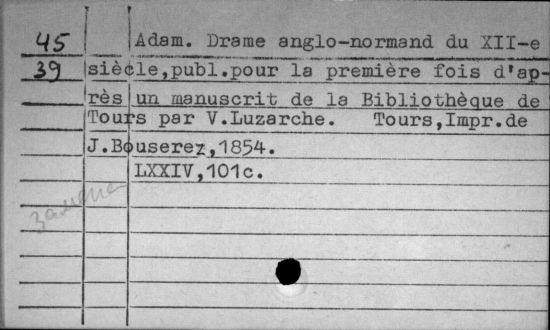 45 Adam. Drame anglo-normand du XII-e
39 siècle,publ.pour la première fois d'ap-
rès un manuscrit de la Bibliothèque de
Tours par V.Luzarche. Tours,Impr.de
J.Bouserez,1854.
LXXIV,101c.
замена